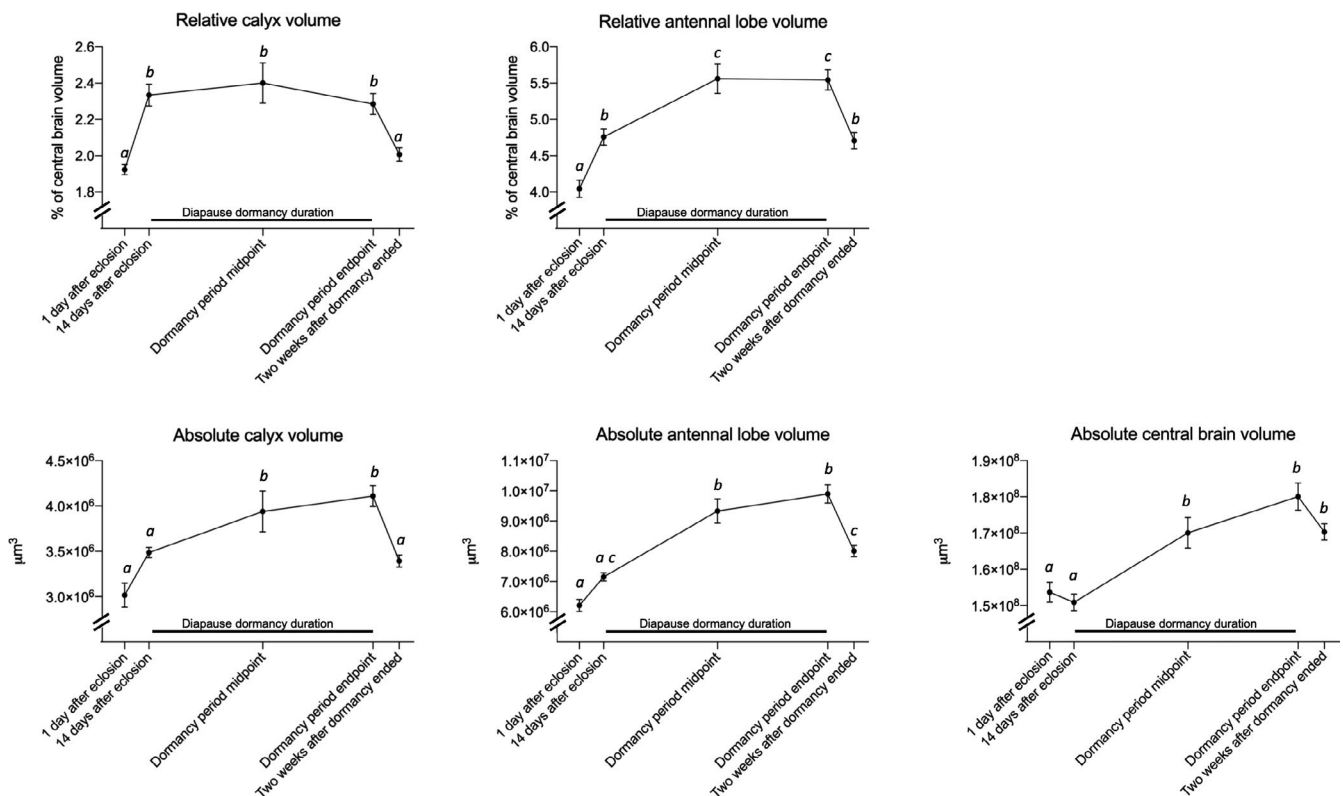 Relative calyx volume
% of central brain volume
2.6
2.4
2.2
2.0
1.8
a
b
b
b
a
Diapause dormancy duration
1 day after eclosion
14 days after eclosion
Dormancy period midpoint
Dormancy period endpoint
Two weeks after dormancy ended
Relative antennal lobe volume
% of central brain volume
6.0
5.5
5.0
4.5
4.0
a
b
c
c
b
Diapause dormancy duration
1 day after eclosion
14 days after eclosion
Dormancy period midpoint
Dormancy period endpoint
Two weeks after dormancy ended
Absolute calyx volume
μm³
4.5×10⁶
4.0×10⁶
3.5×10⁶
3.0×10⁶
a
a
b
b
a
Diapause dormancy duration
1 day after eclosion
14 days after eclosion
Dormancy period midpoint
Dormancy period endpoint
Two weeks after dormancy ended
Absolute antennal lobe volume
μm³
1.1×10⁷
1.0×10⁷
9.0×10⁶
8.0×10⁶
7.0×10⁶
6.0×10⁶
a
a c
b
b
c
Diapause dormancy duration
1 day after eclosion
14 days after eclosion
Dormancy period midpoint
Dormancy period endpoint
Two weeks after dormancy ended
Absolute central brain volume
μm³
1.9×10⁸
1.8×10⁸
1.7×10⁸
1.6×10⁸
1.5×10⁸
a
a
b
b
b
Diapause dormancy duration
1 day after eclosion
14 days after eclosion
Dormancy period midpoint
Dormancy period endpoint
Two weeks after dormancy ended